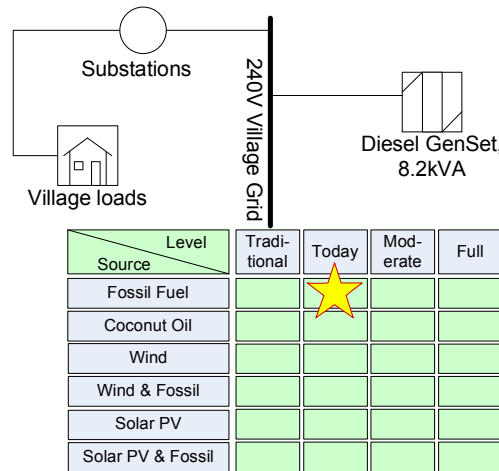 Substations
240V Village Grid
Diesel GenSet,
8.2kVA
Village loads
Level
Source
Tradi-
tional
Today
Mod-
erate
Full
Fossil Fuel
Coconut Oil
Wind
Wind & Fossil
Solar PV
Solar PV & Fossil